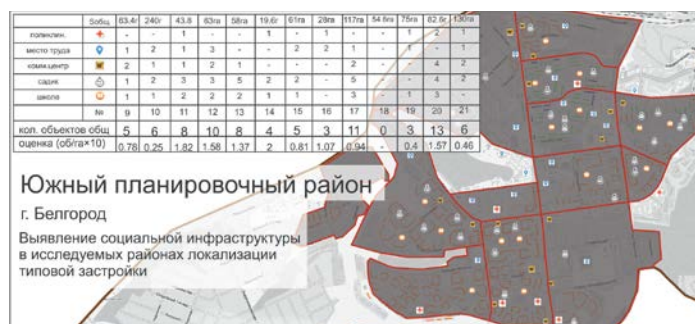 Sобщ 63.4г 240г 43.8 63га 58га 19.6г 61га 28га 117га 54.8га 75га 82.6г 130га
поликлин. - - 1 - - 1 - 1 - - 1 2 1
место труда 1 2 1 3 - - 2 2 1 - 1 - 1
комм.центр 2 1 1 2 1 - - - 2 - - 4 2
садик 1 2 3 3 5 2 2 - 5 - - 4 2
школа 1 1 2 2 2 1 1 - 3 - 1 3 -
№ 9 10 11 12 13 14 15 16 17 18 19 20 21
кол. объектов общ 5 6 8 10 8 4 5 3 11 0 3 13 6
оценка (об/га×10) 0.78 0.25 1.82 1.58 1.37 2 0.81 1.07 0.94 - 0.4 1.57 0.46
Южный планировочный район
г. Белгород
Выявление социальной инфраструктуры
в исследуемых районах локализации
типовой застройки